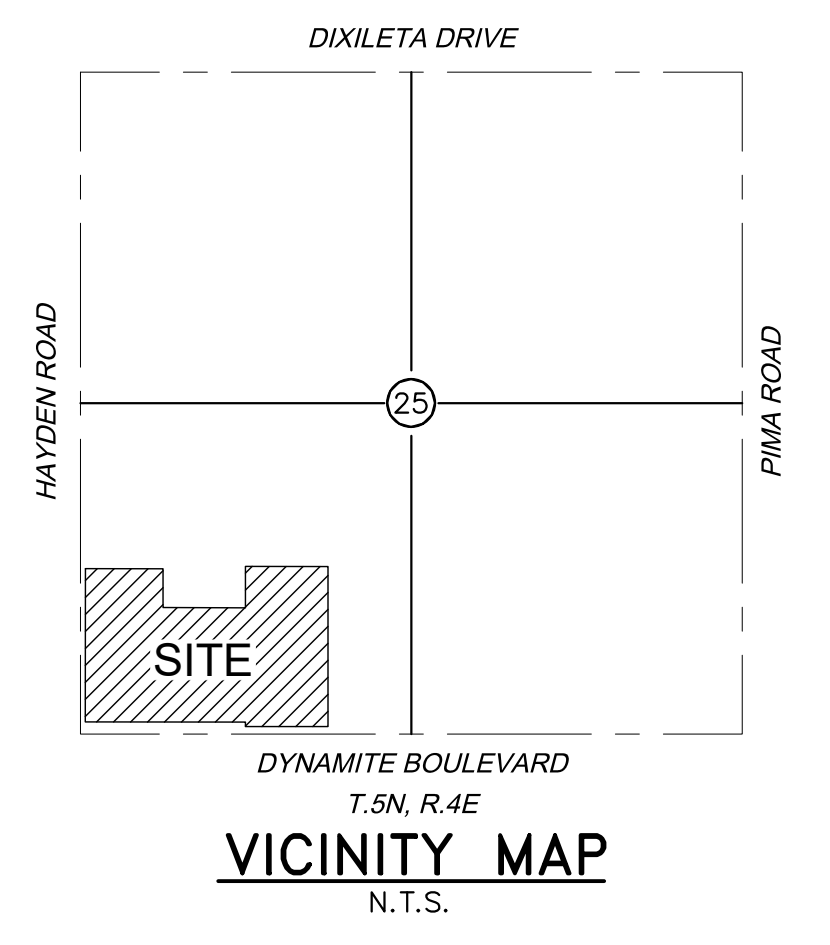 DIXILETA DRIVE
HAYDEN ROAD
25
PIMA ROAD
SITE
DYNAMITE BOULEVARD
T.5N, R.4E
VICINITY MAP
N.T.S.